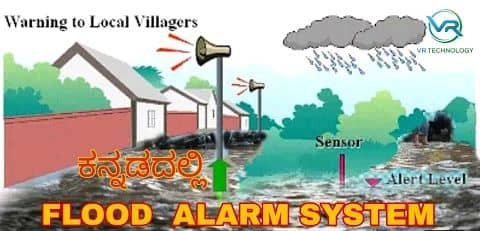 Warning to Local Villagers
VR
VR TECHNOLOGY
Sensor
ಕನ್ನಡದಲ್ಲಿ
Alert Level
FLOOD ALARM SYSTEM